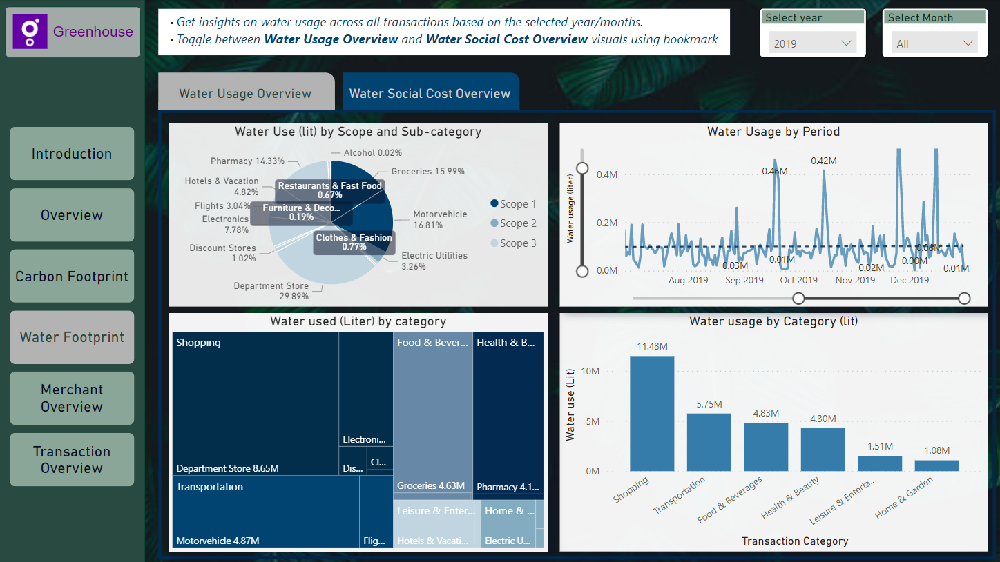 Greenhouse
• Get insights on water usage across all transactions based on the selected year/months.
• Toggle between Water Usage Overview and Water Social Cost Overview visuals using bookmark
Select year
2019
Select Month
All
Water Usage Overview
Water Social Cost Overview
Introduction
Overview
Carbon Footprint
Water Footprint
Merchant
Overview
Transaction
Overview
Water Use (lit) by Scope and Sub-category
Alcohol 0.02%
Groceries 15.99%
Motorvehicle
16.81%
Electric Utilities
3.26%
Department Store
29.89%
Discount Stores
1.02%
Electronics
7.78%
Flights 3.04%
Hotels & Vacation
4.82%
Pharmacy 14.33%
Restaurants & Fast Food
0.67%
Furniture & Deco...
0.19%
Clothes & Fashion
0.77%
Scope 1
Scope 2
Scope 3
Water Usage by Period
Water usage (liter)
0.4M
0.2M
0.0M
0.46M
0.42M
0.03M
0.01M
0.02M
0.00M
0.06M
0.01M
Aug 2019
Sep 2019
Oct 2019
Nov 2019
Dec 2019
Water used (Liter) by category
Shopping
Department Store 8.65M
Electroni...
Dis...
Cl...
Transportation
Motorvehicle 4.87M
Flig...
Food & Bever...
Groceries 4.63M
Health & B...
Pharmacy 4.1...
Leisure & Enter...
Hotels & Vacati...
Home & ...
Electric U...
Water usage by Category (lit)
Water use (Lit)
10M
5M
0M
11.48M
5.75M
4.83M
4.30M
1.51M
1.08M
Shopping
Transportation
Food & Beverages
Health & Beauty
Leisure & Enterta...
Home & Garden
Transaction Category